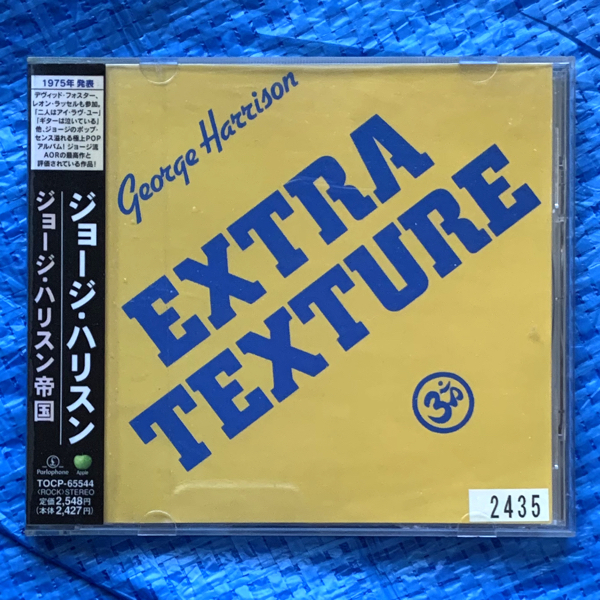 1975年 発表
デヴィッド・フォスター、
レオン・ラッセルも参加。
「二人はアイ・ラヴ・ユー」
「ギターは泣いている」
他、ジョージのポップ・
センス溢れる極上POP
アルバム! ジョージ流
AORの最高作と
評価されている作品!
ジョージ・ハリスン
ジョージ・ハリスン帝国
Parlophone
Apple
TOCP-65544
〈ROCK〉STEREO
定価 2,548円
(本体 2,427円)
George Harrison
EXTRA
TEXTURE
ॐ
2435